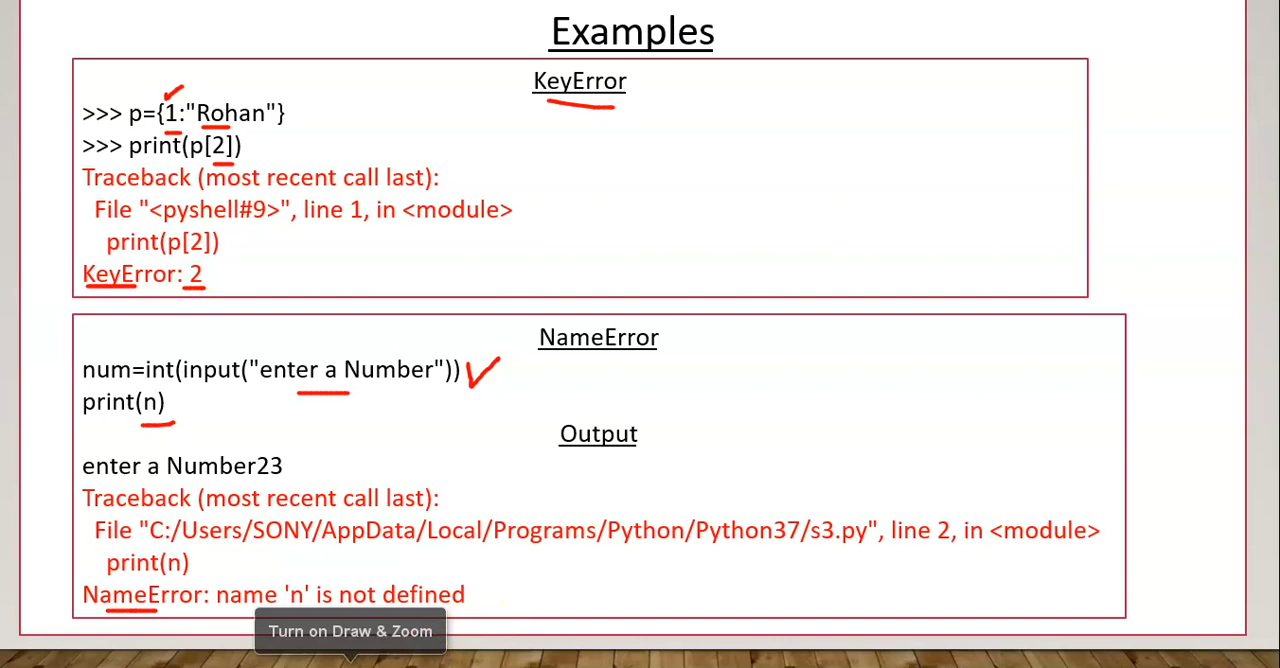 Examples
KeyError
>>> p={1:"Rohan"}
>>> print(p[2])
Traceback (most recent call last):
File "<pyshell#9>", line 1, in <module>
print(p[2])
KeyError: 2
NameError
num=int(input("enter a Number"))
print(n)
Output
enter a Number23
Traceback (most recent call last):
File "C:/Users/SONY/AppData/Local/Programs/Python/Python37/s3.py", line 2, in <module>
print(n)
NameError: name 'n' is not defined
Turn on Draw & Zoom